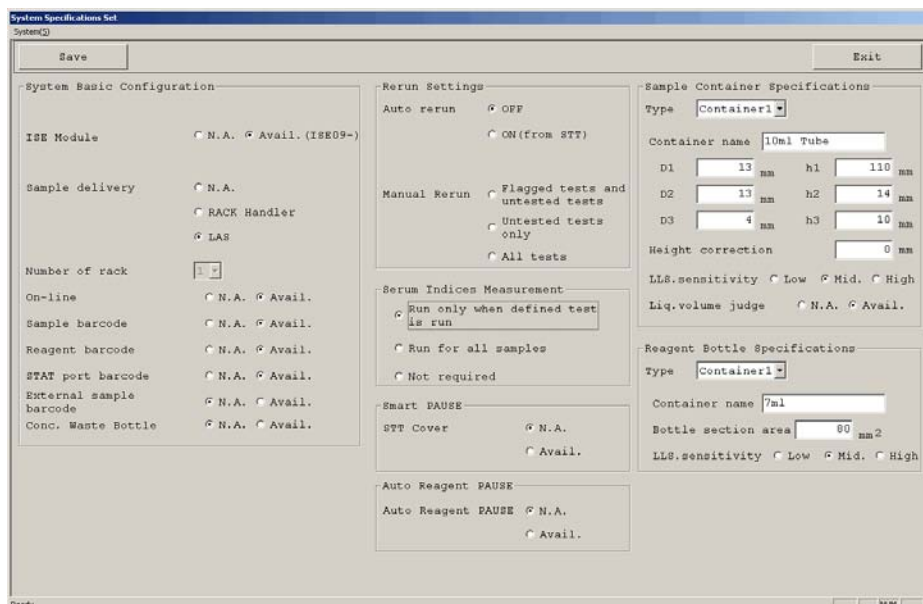 System Specifications Set
System(S)
Save
Exit
System Basic Configuration
ISE Module N.A. Avail.(ISE09~)
Sample delivery N.A.
RACK Handler
LAS
Number of rack 1
On-line N.A. Avail.
Sample barcode N.A. Avail.
Reagent barcode N.A. Avail.
STAT port barcode N.A. Avail.
External sample
barcode N.A. Avail.
Conc. Waste Bottle N.A. Avail.
Rerun Settings
Auto rerun OFF
ON(from STT)
Manual Rerun Flagged tests and
untested tests
Untested tests
only
All tests
Serum Indices Measurement
Run only when defined test
is run
Run for all samples
Not required
Smart PAUSE
STT Cover N.A.
Avail.
Auto Reagent PAUSE
Auto Reagent PAUSE N.A.
Avail.
Sample Container Specifications
Type Container1
Container name 10ml Tube
D1 13 mm h1 110 mm
D2 13 mm h2 14 mm
D3 4 mm h3 10 mm
Height correction 0 mm
LLS.sensitivity Low Mid. High
Liq.volume judge N.A. Avail.
Reagent Bottle Specifications
Type Container1
Container name 7ml
Bottle section area 80 mm2
LLS.sensitivity Low Mid. High
Ready
NUM